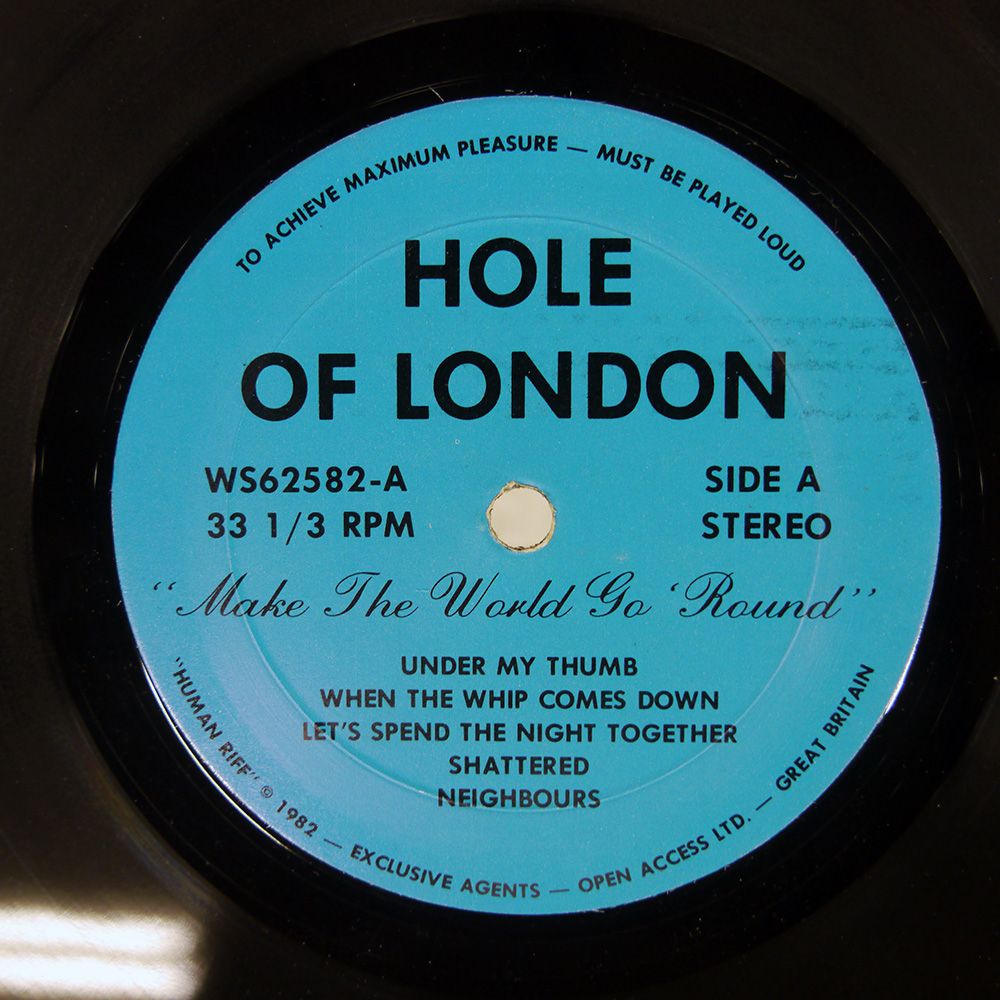 TO ACHIEVE MAXIMUM PLEASURE — MUST BE PLAYED LOUD
HOLE
OF LONDON
WS62582-A
33 1/3 RPM
SIDE A
STEREO
"Make The World Go 'Round"
UNDER MY THUMB
WHEN THE WHIP COMES DOWN
LET'S SPEND THE NIGHT TOGETHER
SHATTERED
NEIGHBOURS
"HUMAN RIFF" © 1982 — EXCLUSIVE AGENTS — OPEN ACCESS LTD. — GREAT BRITAIN